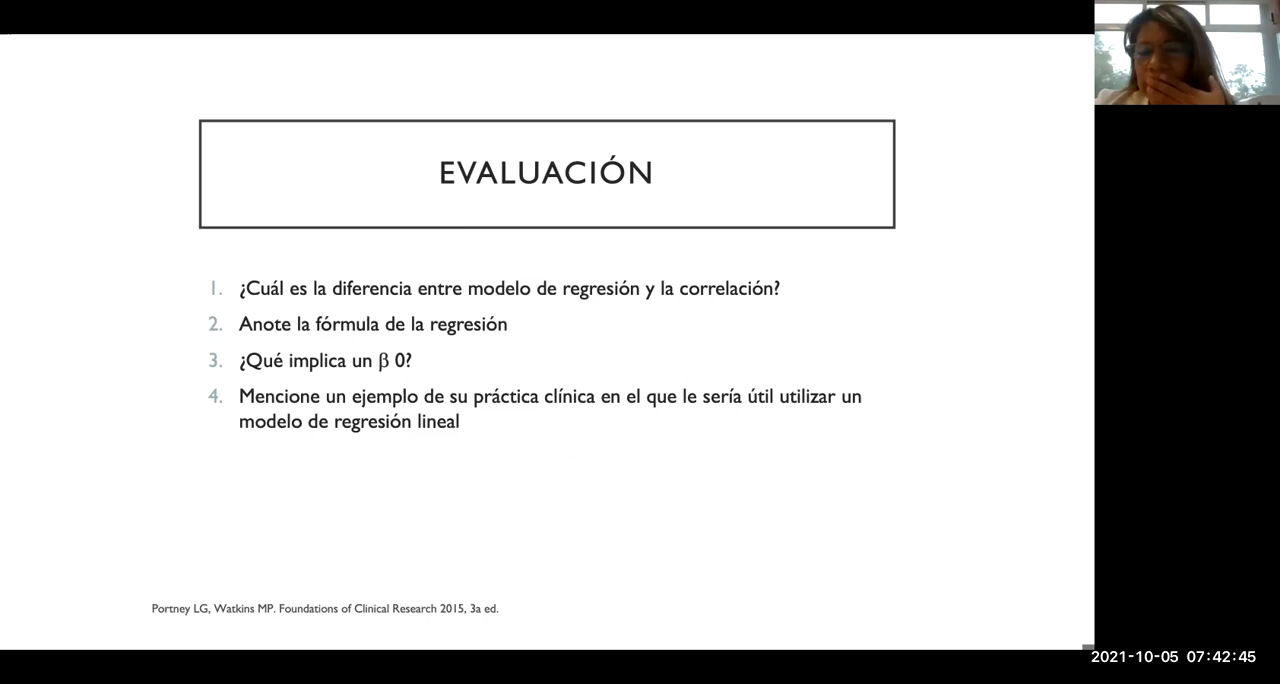 EVALUACIÓN
1. ¿Cuál es la diferencia entre modelo de regresión y la correlación?
2. Anote la fórmula de la regresión
3. ¿Qué implica un β 0?
4. Mencione un ejemplo de su práctica clínica en el que le sería útil utilizar un
modelo de regresión lineal
Portney LG, Watkins MP. Foundations of Clinical Research 2015, 3a ed.
2021-10-05 07:42:45